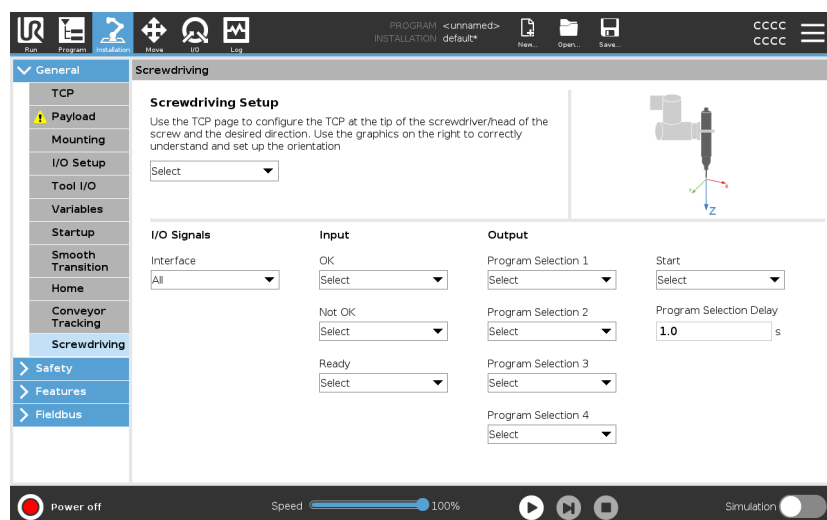 PROGRAM <unnamed>
INSTALLATION default*
UR
Run
Program
Installation
Move
I/O
Log
New...
Open...
Save...
CCCC
CCCC
General
TCP
Payload
Mounting
I/O Setup
Tool I/O
Variables
Startup
Smooth
Transition
Home
Conveyor
Tracking
Screwdriving
Safety
Features
Fieldbus
Screwdriving
Screwdriving Setup
Use the TCP page to configure the TCP at the tip of the screwdriver/head of the
screw and the desired direction. Use the graphics on the right to correctly
understand and set up the orientation
Select
Y
X
Z
I/O Signals
Interface
All
Input
OK
Select
Not OK
Select
Ready
Select
Output
Program Selection 1
Select
Program Selection 2
Select
Program Selection 3
Select
Program Selection 4
Select
Start
Select
Program Selection Delay
1.0 s
Power off
Speed 100%
Simulation